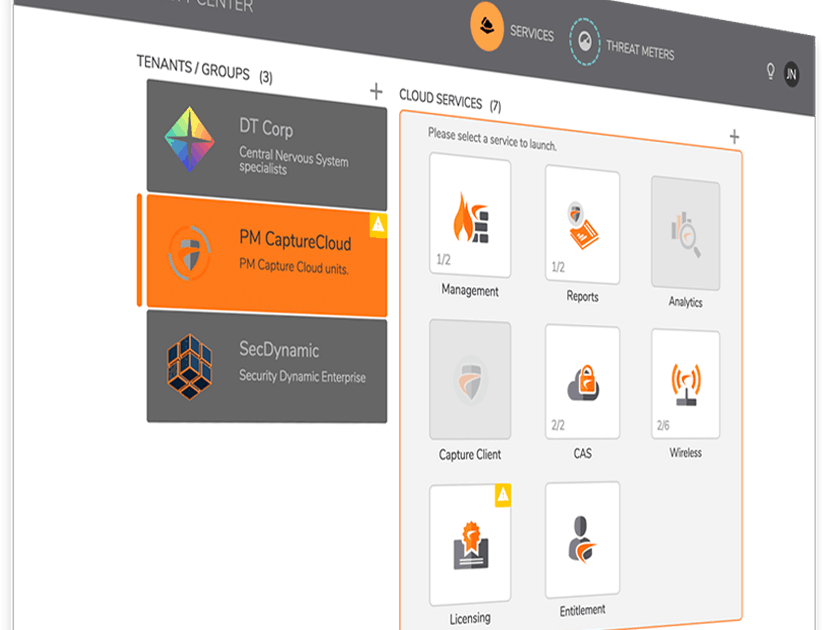 CENTER
SERVICES
THREAT METERS
JN
TENANTS / GROUPS (3)
+
DT Corp
Central Nervous System
specialists
PM CaptureCloud
PM Capture Cloud units.
SecDynamic
Security Dynamic Enterprise
CLOUD SERVICES (7)
Please select a service to launch.
+
1/2
Management
1/2
Reports
Analytics
Capture Client
2/2
CAS
2/6
Wireless
Licensing
Entitlement